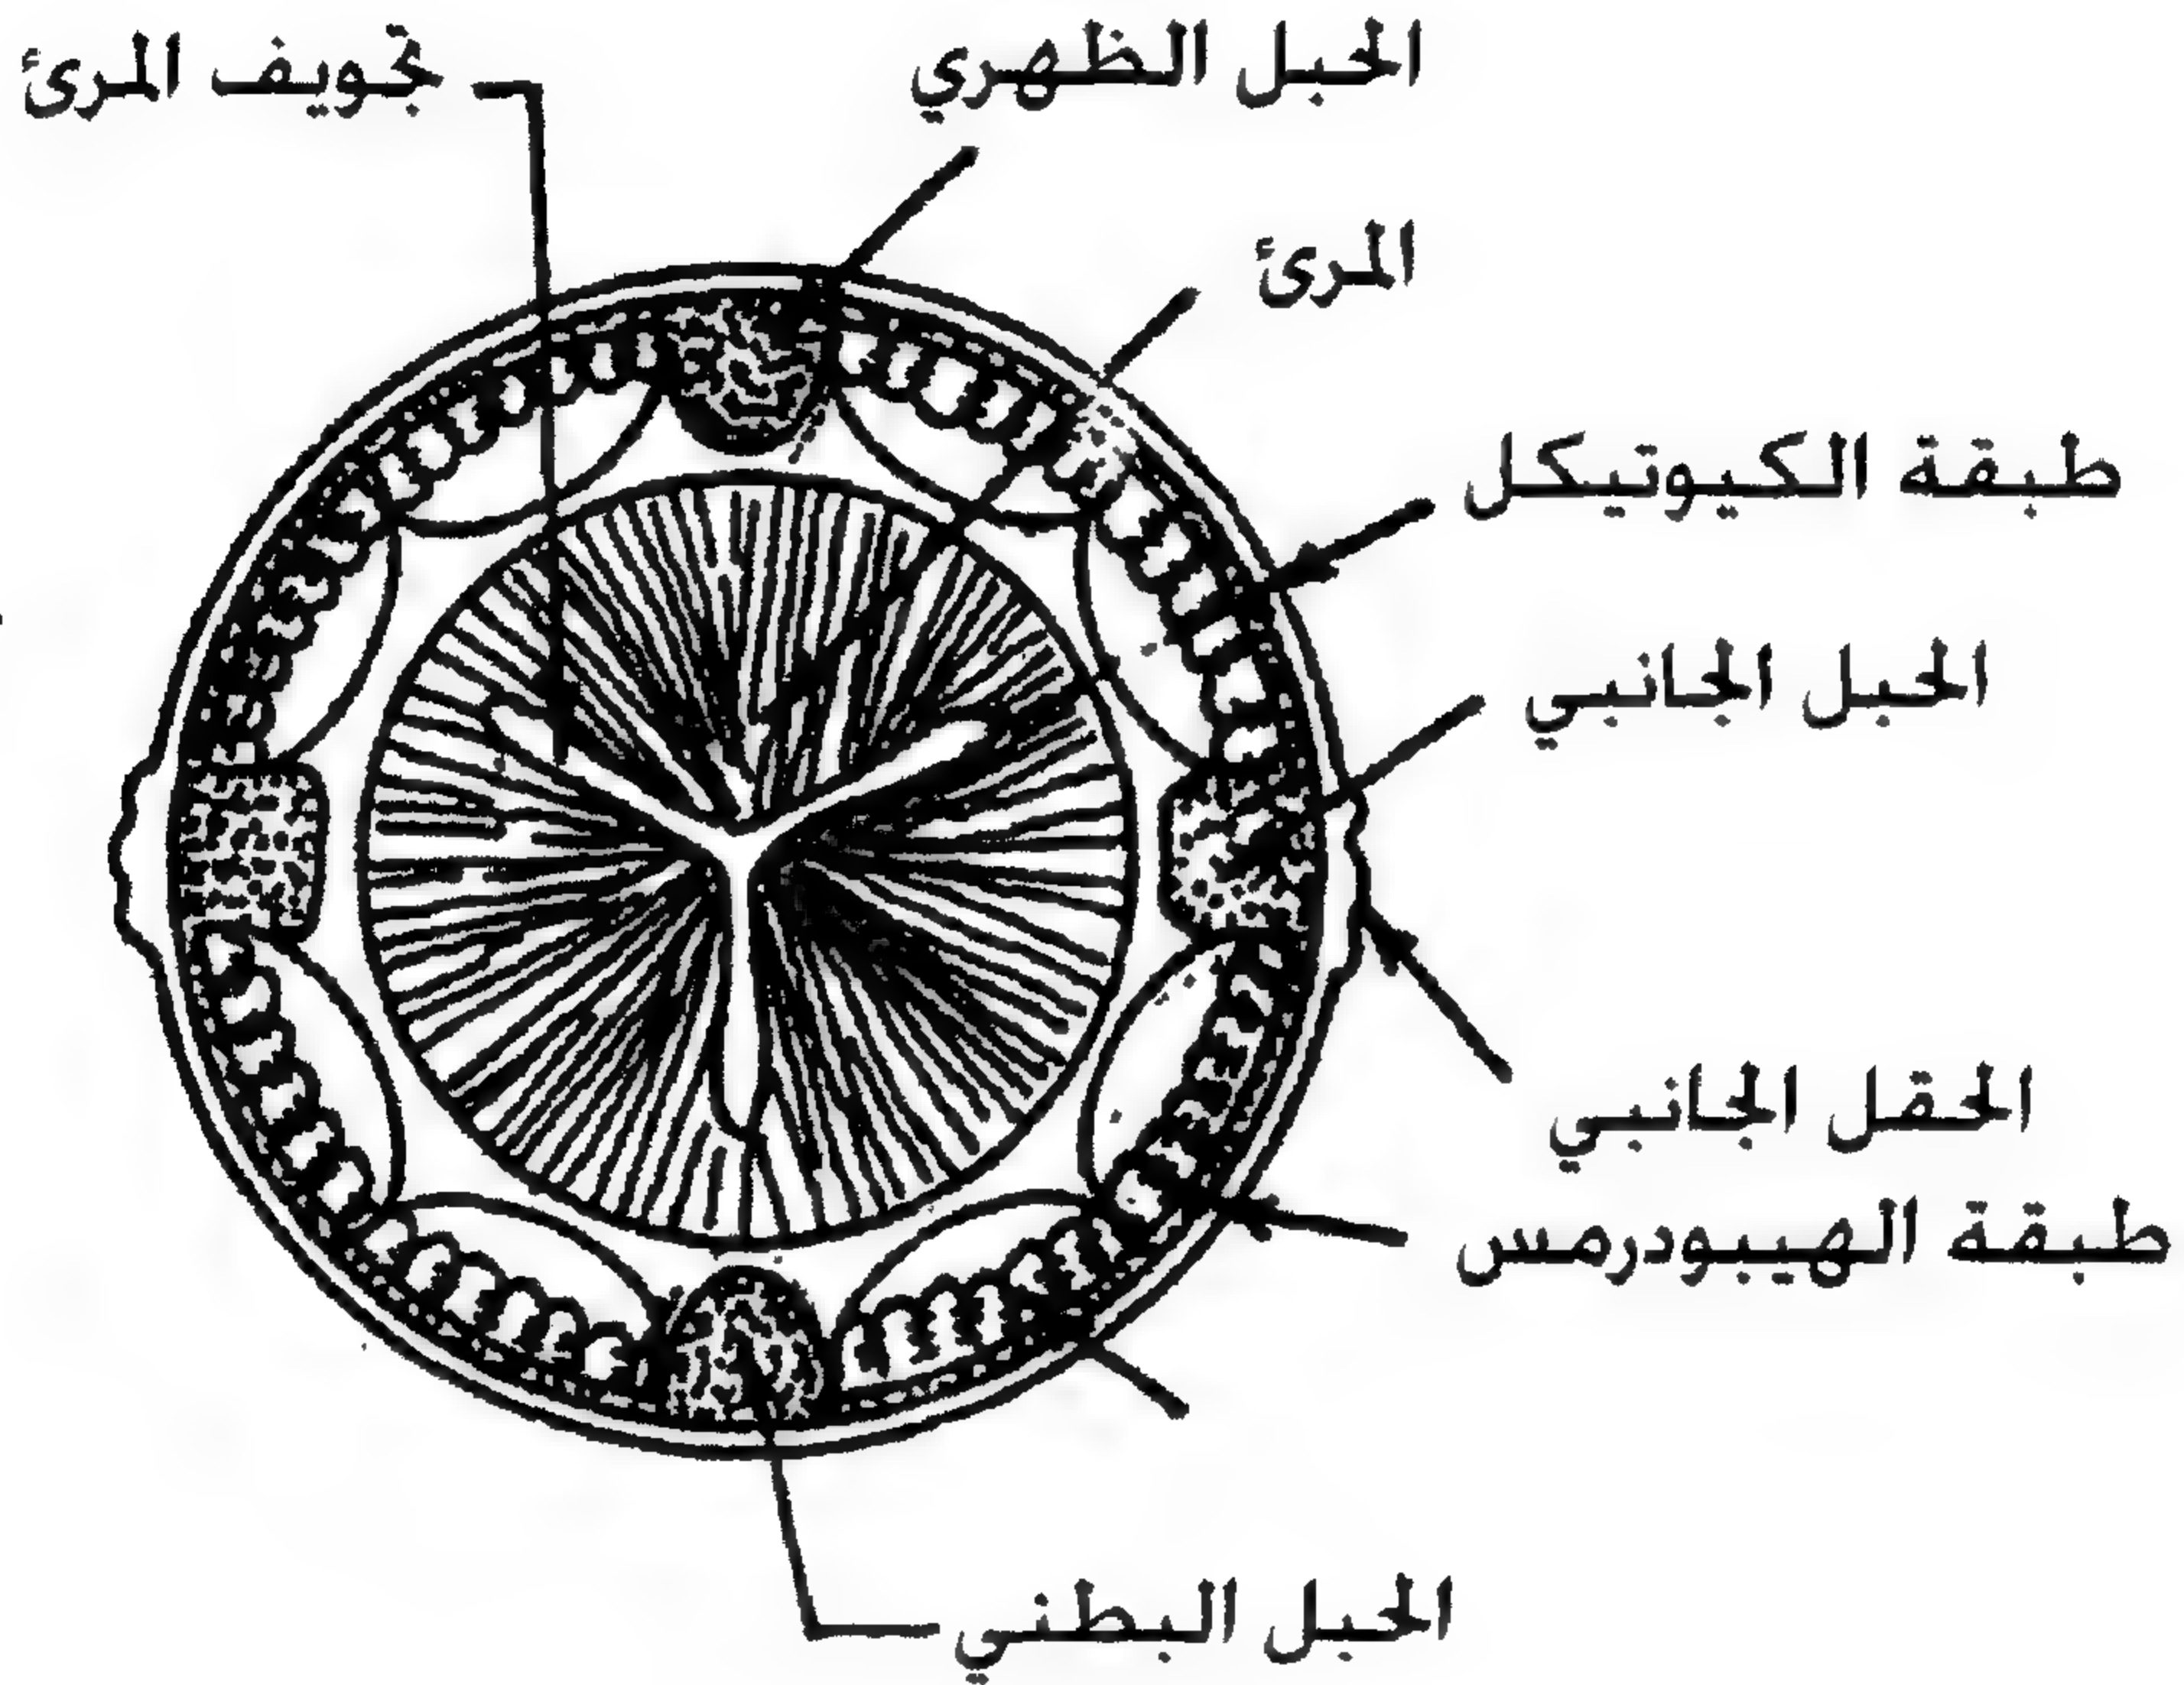 الحبل الظهري
تجويف المرئ
المرئ
طبقة الكيوتيكل
الحبل الجانبي
الحقل الجانبي
طبقة الهيبودرمس
الحبل البطني